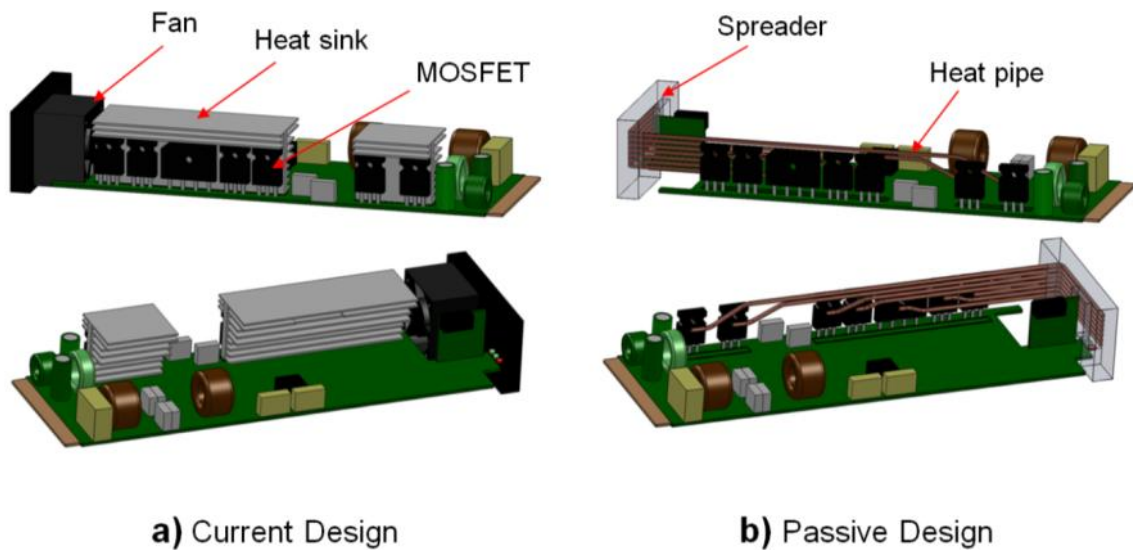 Fan
Heat sink
MOSFET
Spreader
Heat pipe
a) Current Design
b) Passive Design